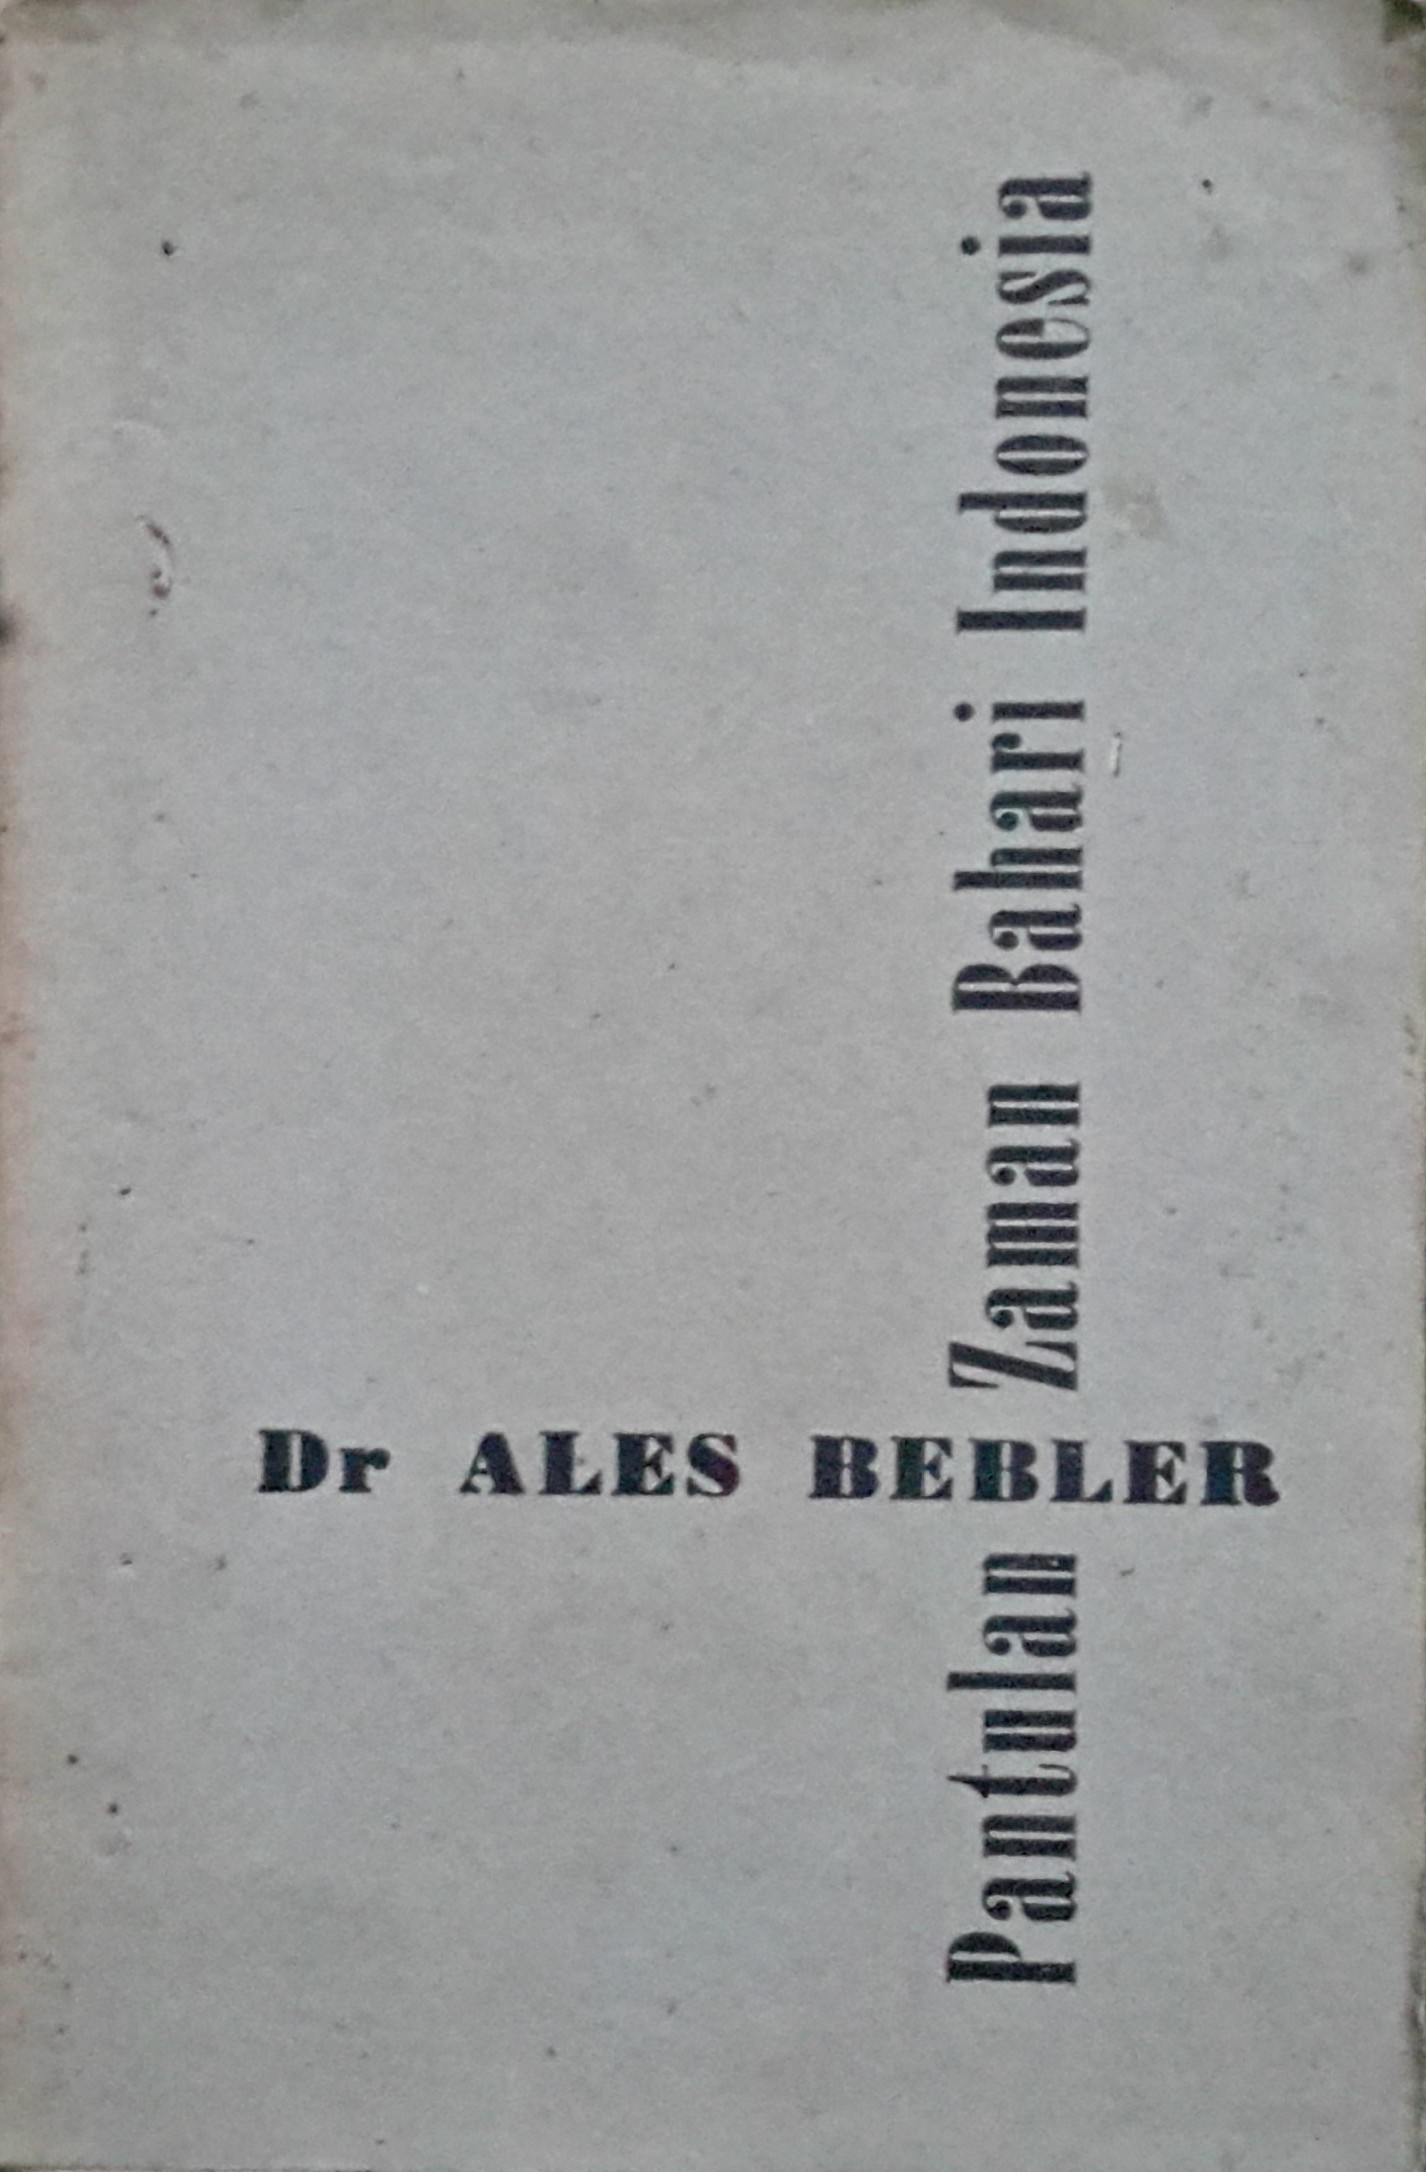 Dr ALES BEBLER
Pantulan Zaman Bahari Indonesia